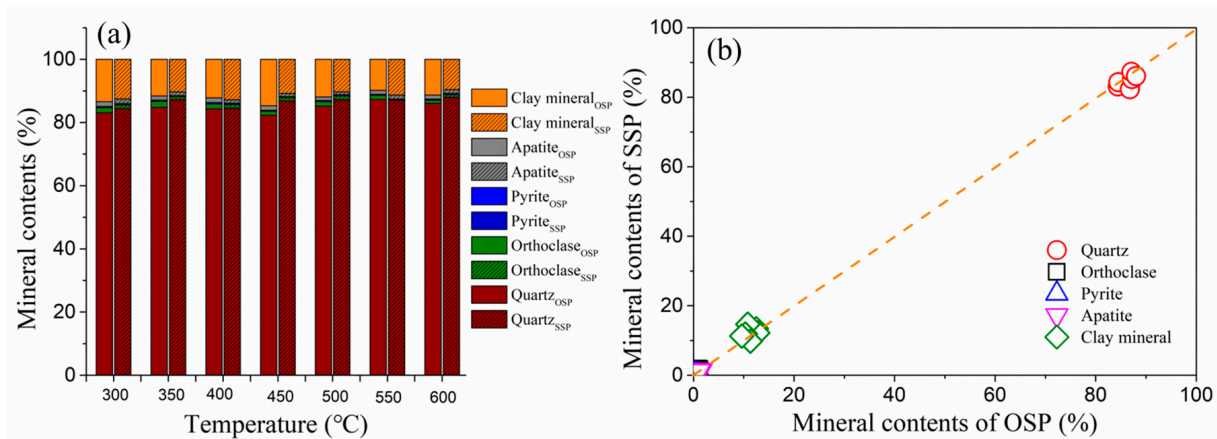 (a)
100
80
60
40
20
0
Mineral contents (%)
300 350 400 450 500 550 600
Temperature (℃)
Clay mineralOSP
Clay mineralSSP
ApatiteOSP
ApatiteSSP
PyriteOSP
PyriteSSP
OrthoclaseOSP
OrthoclaseSSP
QuartzOSP
QuartzSSP
(b)
100
80
60
40
20
0
Mineral contents of SSP (%)
0 20 40 60 80 100
Mineral contents of OSP (%)
Quartz
Orthoclase
Pyrite
Apatite
Clay mineral